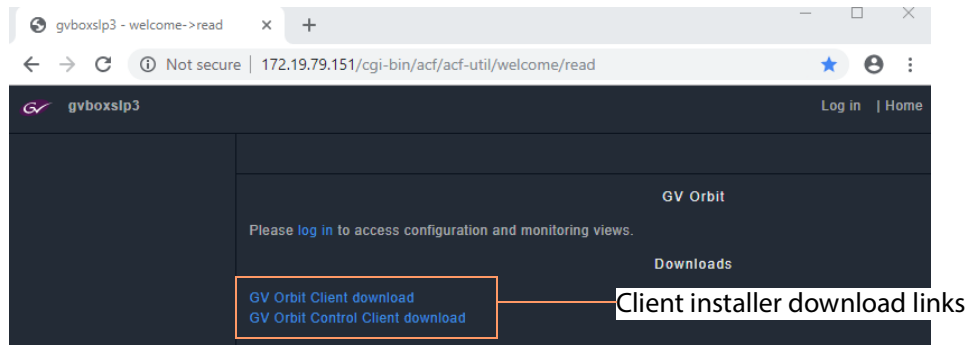 gvboxslp3 - welcome->read
Not secure | 172.19.79.151/cgi-bin/acf/acf-util/welcome/read
GV gvboxslp3 Log in | Home
GV Orbit
Please log in to access configuration and monitoring views.
Downloads
GV Orbit Client download
GV Orbit Control Client download
Client installer download links